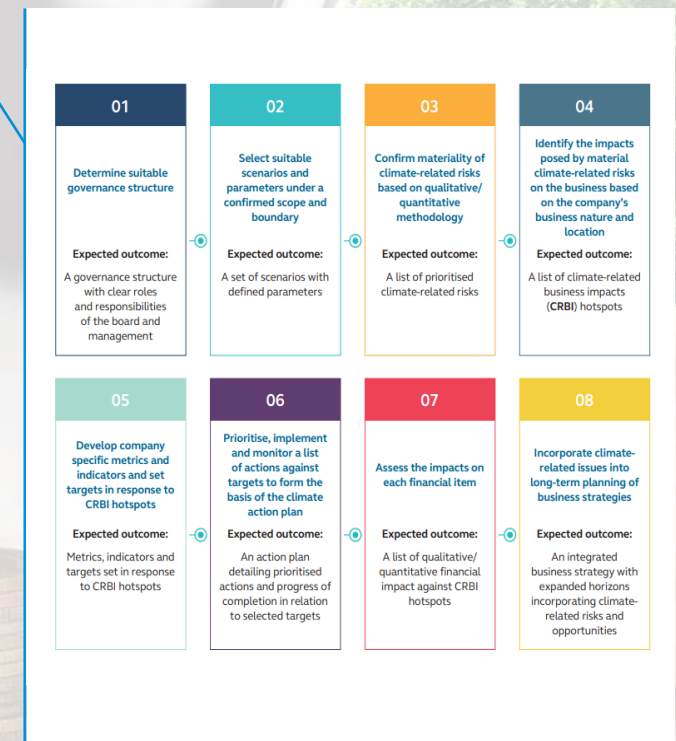 01
Determine suitable
governance structure
Expected outcome:
A governance structure
with clear roles
and responsibilities
of the board and
management
02
Select suitable
scenarios and
parameters under a
confirmed scope and
boundary
Expected outcome:
A set of scenarios with
defined parameters
03
Confirm materiality of
climate-related risks
based on qualitative/
quantitative
methodology
Expected outcome:
A list of prioritised
climate-related risks
04
Identify the impacts
posed by material
climate-related risks
on the business based
on the company's
business nature and
location
Expected outcome:
A list of climate-related
business impacts
(CRBI) hotspots
05
Develop company
specific metrics and
indicators and set
targets in response to
CRBI hotspots
Expected outcome:
Metrics, indicators and
targets set in response
to CRBI hotspots
06
Prioritise, implement
and monitor a list
of actions against
targets to form the
basis of the climate
action plan
Expected outcome:
An action plan
detailing prioritised
actions and progress of
completion in relation
to selected targets
07
Assess the impacts on
each financial item
Expected outcome:
A list of qualitative/
quantitative financial
impact against CRBI
hotspots
08
Incorporate climate-
related issues into
long-term planning of
business strategies
Expected outcome:
An integrated
business strategy with
expanded horizons
incorporating climate-
related risks and
opportunities